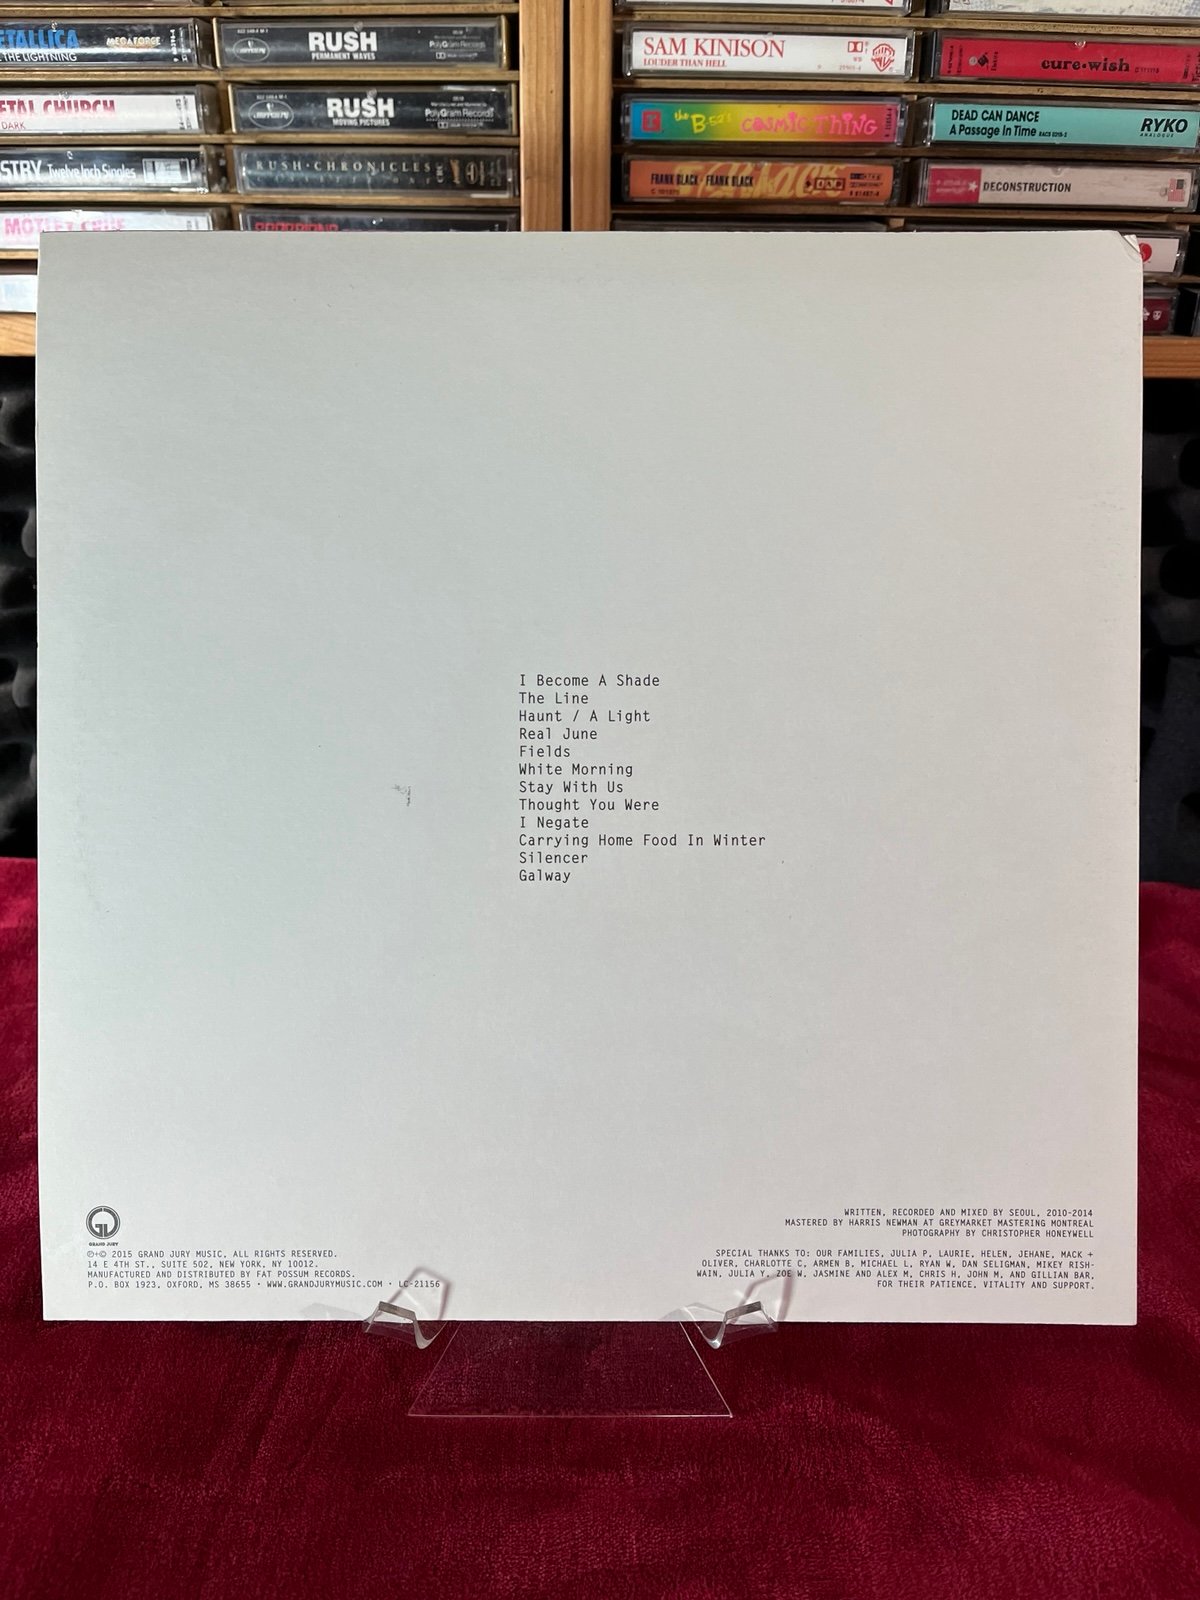 METALLICA MEGAFORCE
THE LIGHTNING
RUSH
PERMANENT WAVES
PolyGram Records
METAL CHURCH
DARK
RUSH
MOVING PICTURES
PolyGram Records
STRY Twelve Inch Singles
RUSH · CHRONICLES
MOTLEY CRUE
SCORPIONS
SAM KINISON
LOUDER THAN HELL
cure · wish
the B-52's COSMIC THING
DEAD CAN DANCE
A Passage In Time RACS 0215-2
RYKO
ANALOGUE
FRANK BLACK · FRANK BLACK
DECONSTRUCTION
I Become A Shade
The Line
Haunt / A Light
Real June
Fields
White Morning
Stay With Us
Thought You Were
I Negate
Carrying Home Food In Winter
Silencer
Galway
GRAND JURY
℗+© 2015 GRAND JURY MUSIC, ALL RIGHTS RESERVED.
14 E 4TH ST., SUITE 502, NEW YORK, NY 10012.
MANUFACTURED AND DISTRIBUTED BY FAT POSSUM RECORDS.
P.O. BOX 1923, OXFORD, MS 38655 · WWW.GRANDJURYMUSIC.COM · LC-21156
WRITTEN, RECORDED AND MIXED BY SEOUL, 2010-2014
MASTERED BY HARRIS NEWMAN AT GREYMARKET MASTERING MONTREAL
PHOTOGRAPHY BY CHRISTOPHER HONEYWELL
SPECIAL THANKS TO: OUR FAMILIES, JULIA P, LAURIE, HELEN, JEHANE, MACK +
OLIVER, CHARLOTTE C, ARMEN B, MICHAEL L, RYAN W, DAN SELIGMAN, MIKEY RISH-
WAIN, JULIA Y, ZOE W, JASMINE AND ALEX M, CHRIS H, JOHN M, AND GILLIAN BAR,
FOR THEIR PATIENCE, VITALITY AND SUPPORT.